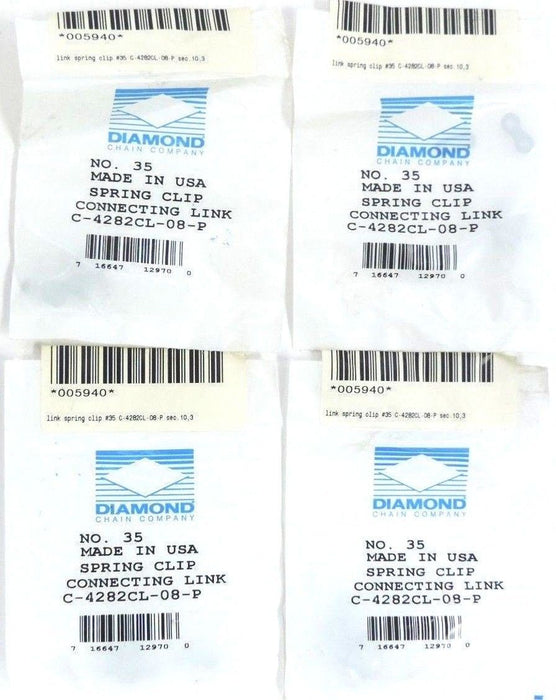 *005940*
link spring clip #35 C-4282CL-08-P sec.10,3
DIAMOND
CHAIN COMPANY
NO. 35
MADE IN USA
SPRING CLIP
CONNECTING LINK
C-4282CL-08-P
7 16647 12970 0
*005940*
link spring clip #35 C-4282CL-08-P sec.10,3
DIAMOND
CHAIN COMPANY
NO. 35
MADE IN USA
SPRING CLIP
CONNECTING LINK
C-4282CL-08-P
7 16647 12970 0
*005940*
link spring clip #35 C-4282CL-08-P sec.10,3
DIAMOND
CHAIN COMPANY
NO. 35
MADE IN USA
SPRING CLIP
CONNECTING LINK
C-4282CL-08-P
7 16647 12970 0
*005940*
link spring clip #35 C-4282CL-08-P sec.10,3
DIAMOND
CHAIN COMPANY
NO. 35
MADE IN USA
SPRING CLIP
CONNECTING LINK
C-4282CL-08-P
7 16647 12970 0